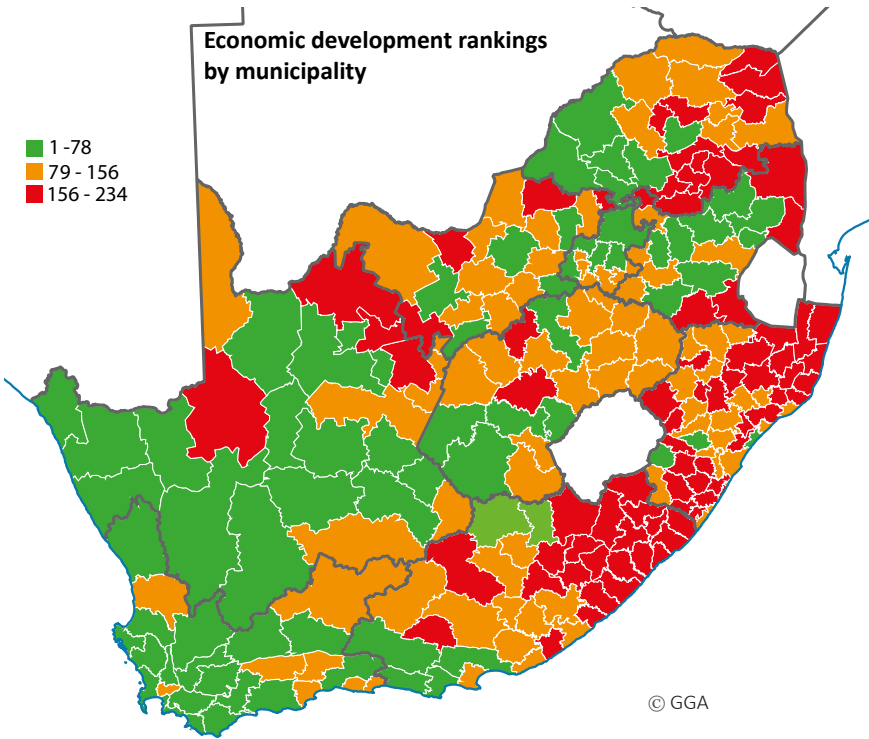 Economic development rankings
by municipality
1 -78
79 - 156
156 - 234
© GGA